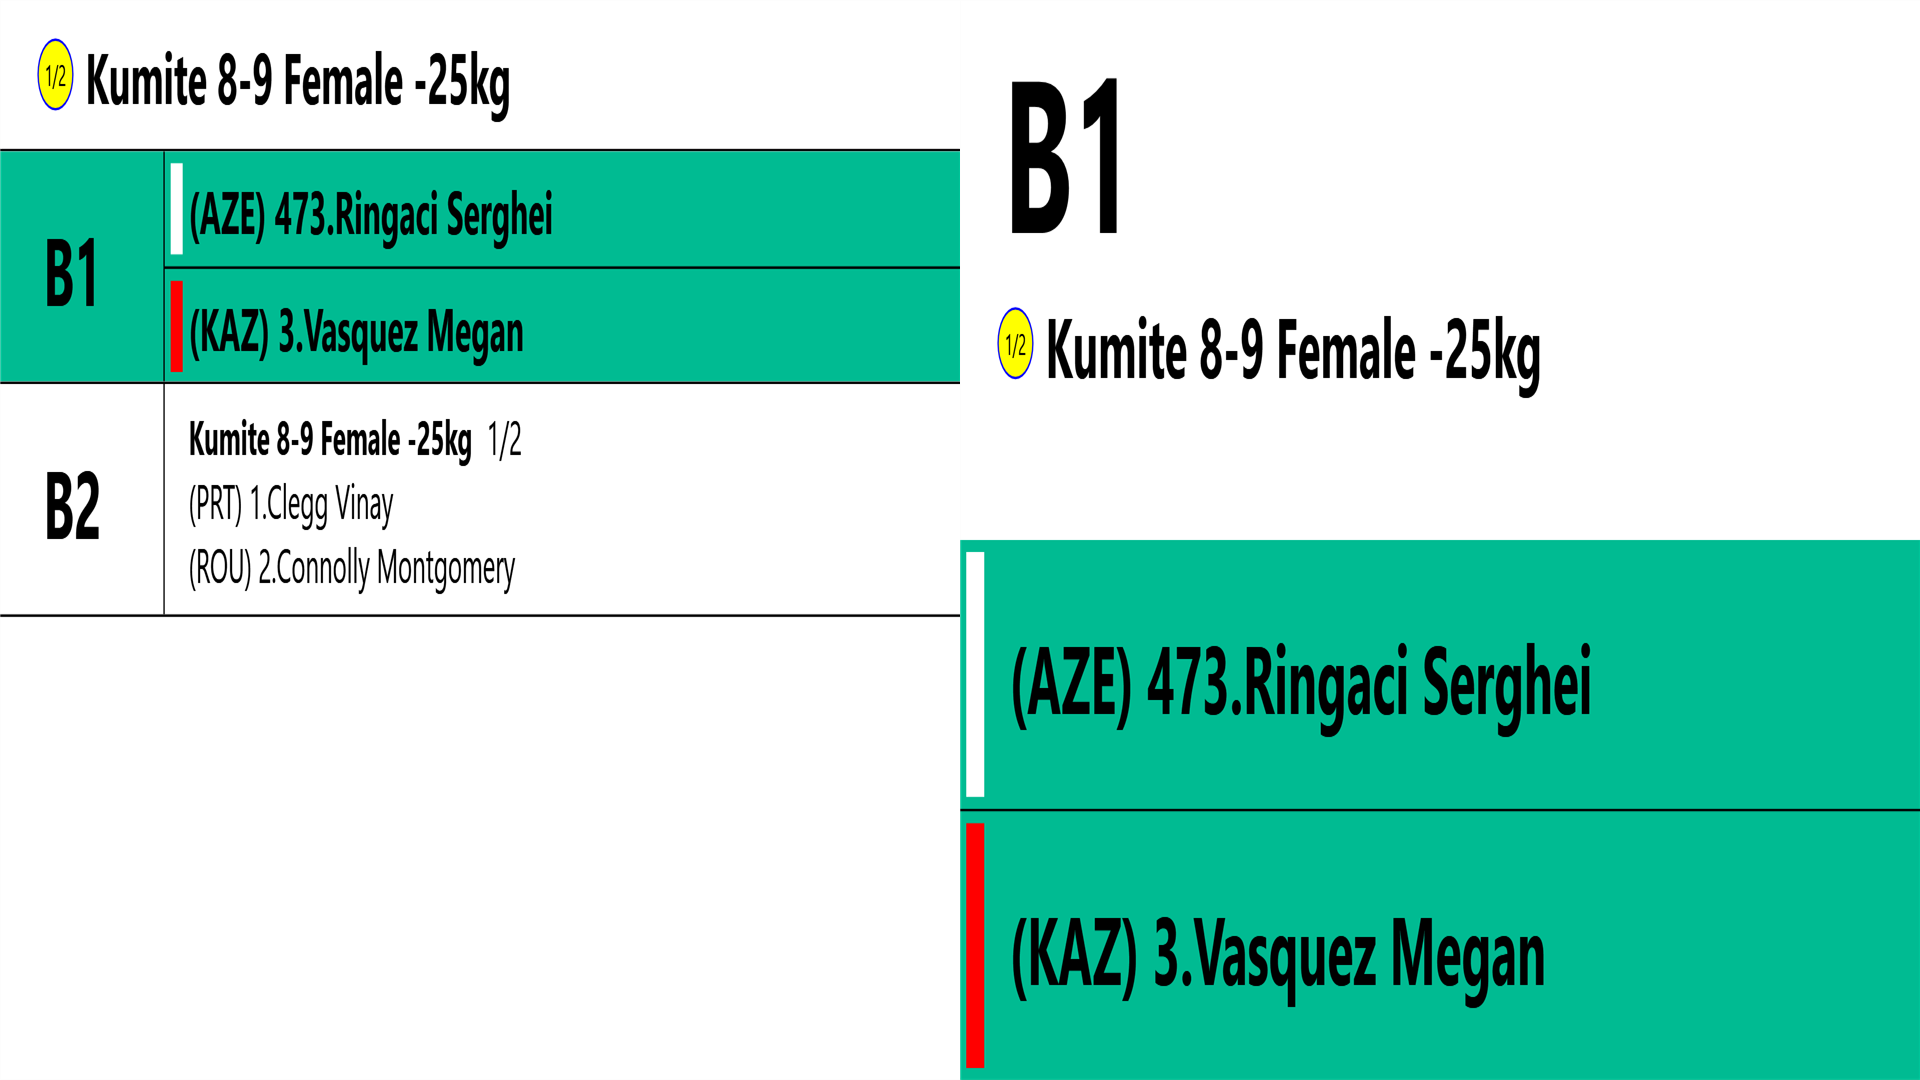 1/2 Kumite 8-9 Female -25kg
B1
(AZE) 473.Ringaci Serghei
(KAZ) 3.Vasquez Megan
B2
Kumite 8-9 Female -25kg 1/2
(PRT) 1.Clegg Vinay
(ROU) 2.Connolly Montgomery
B1
1/2 Kumite 8-9 Female -25kg
(AZE) 473.Ringaci Serghei
(KAZ) 3.Vasquez Megan